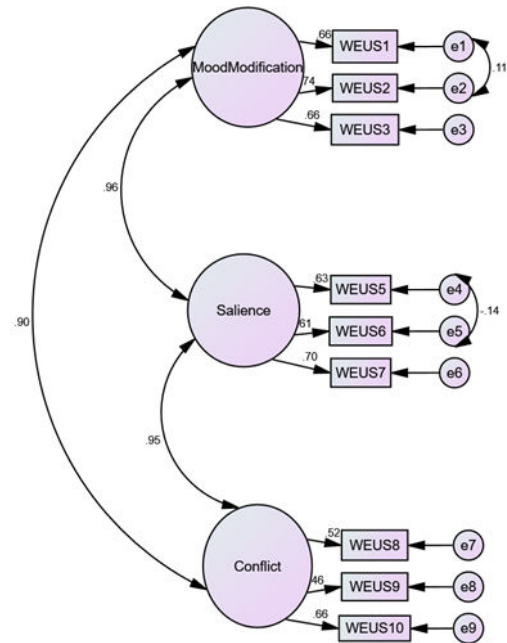 .66
WEUS1
e1
.11
MoodModification
.74
WEUS2
e2
.66
WEUS3
e3
.96
.63
WEUS5
e4
Salience
.61
WEUS6
e5
-.14
.70
WEUS7
e6
.90
.95
.52
WEUS8
e7
Conflict
.46
WEUS9
e8
.66
WEUS10
e9